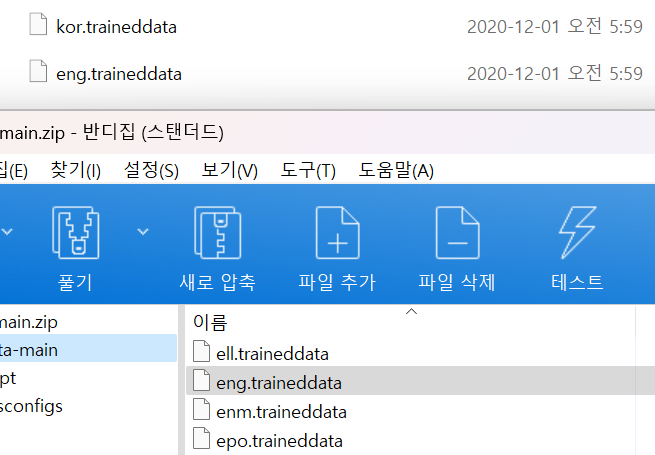 kor.traineddata 2020-12-01 오전 5:59
eng.traineddata 2020-12-01 오전 5:59
main.zip - 반디집 (스탠더드)
집(E) 찾기(I) 설정(S) 보기(V) 도구(T) 도움말(A)
풀기 새로 압축 파일 추가 파일 삭제 테스트
main.zip 이름
ta-main ell.traineddata
pt eng.traineddata
sconfigs enm.traineddata
epo.traineddata